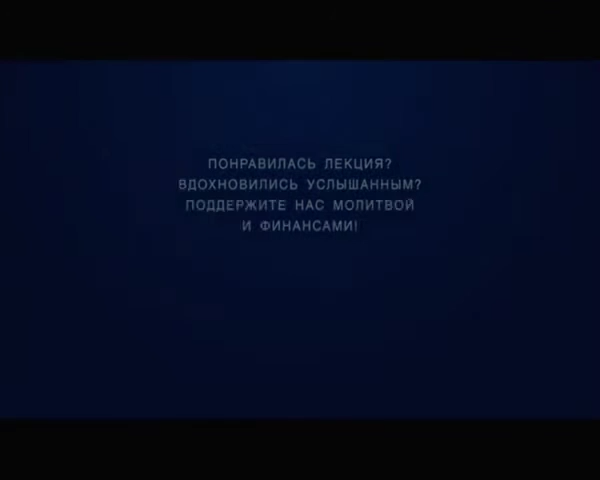 ПОНРАВИЛАСЬ ЛЕКЦИЯ?
ВДОХНОВИЛИСЬ УСЛЫШАННЫМ?
ПОДДЕРЖИТЕ НАС МОЛИТВОЙ
И ФИНАНСАМИ!